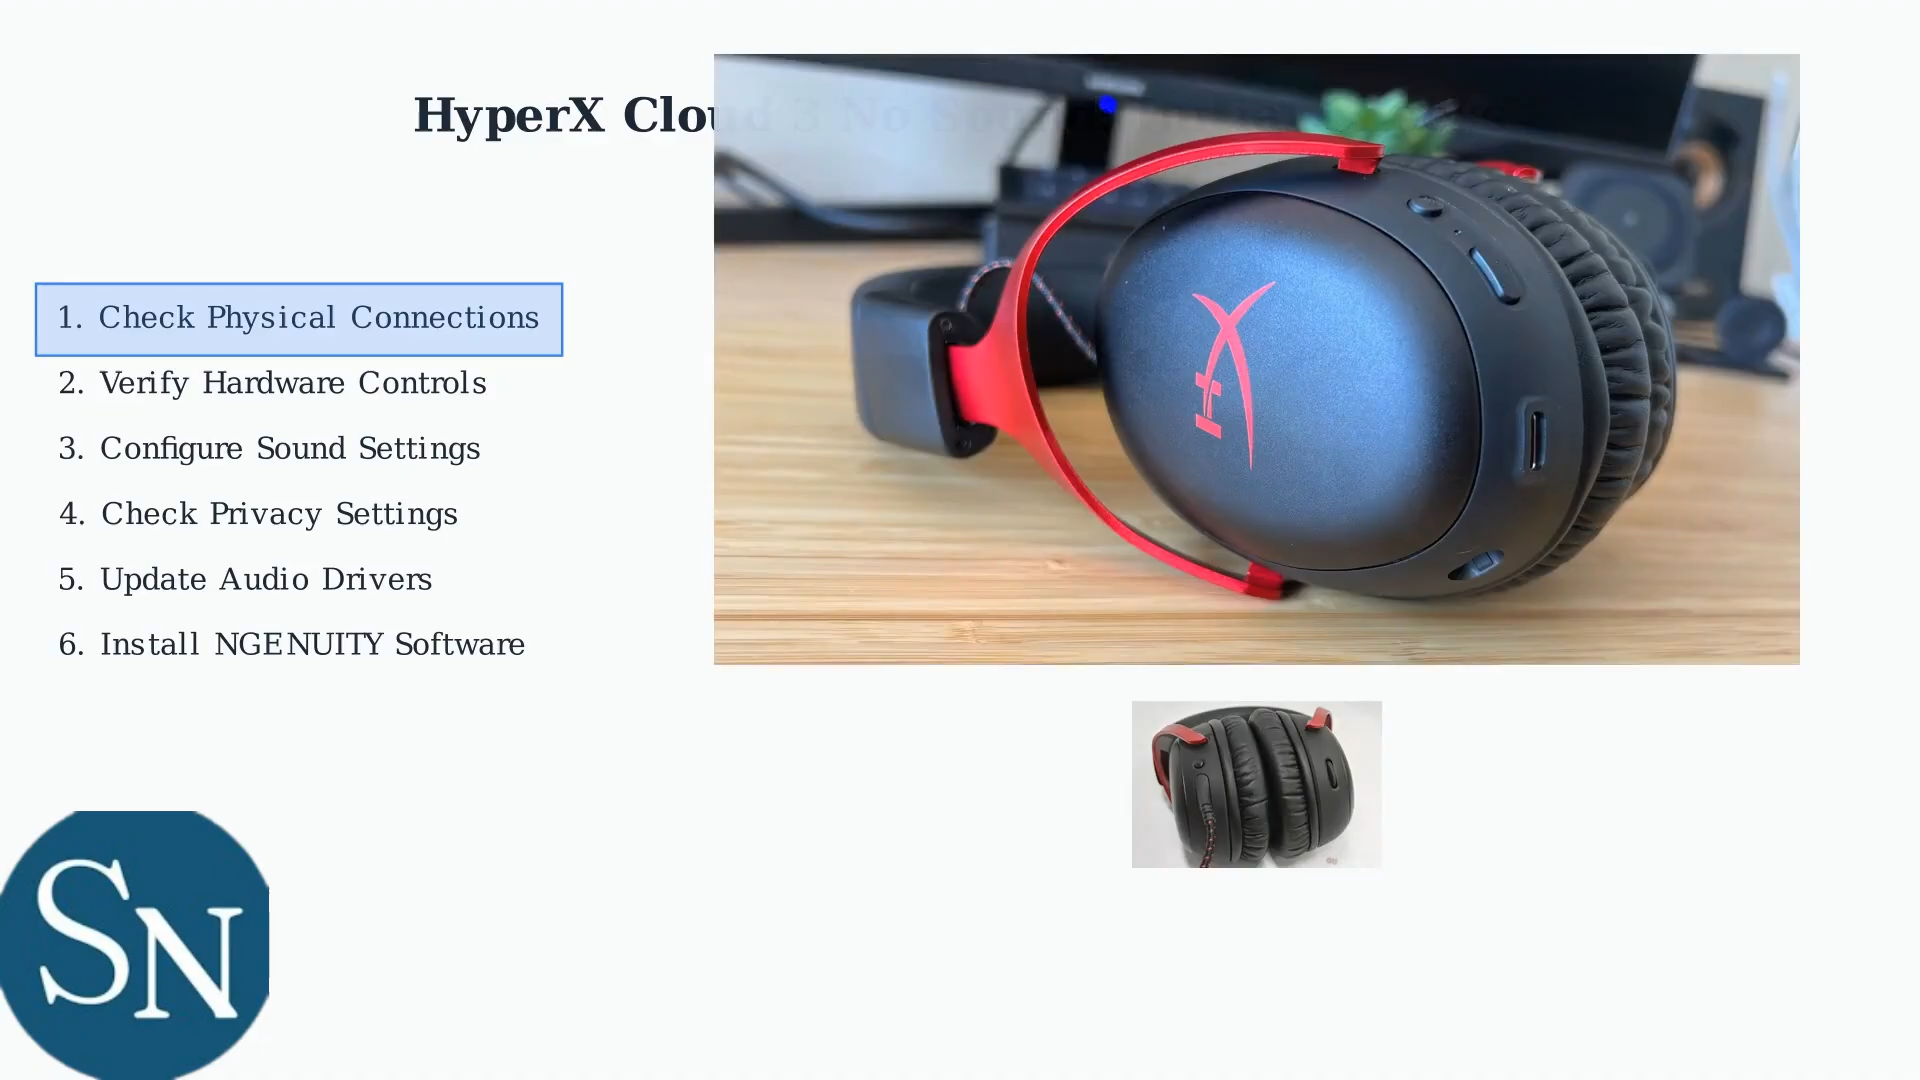 HyperX Cloud 3 No
1. Check Physical Connections
2. Verify Hardware Controls
3. Configure Sound Settings
4. Check Privacy Settings
5. Update Audio Drivers
6. Install NGENUITY Software
HX
SN